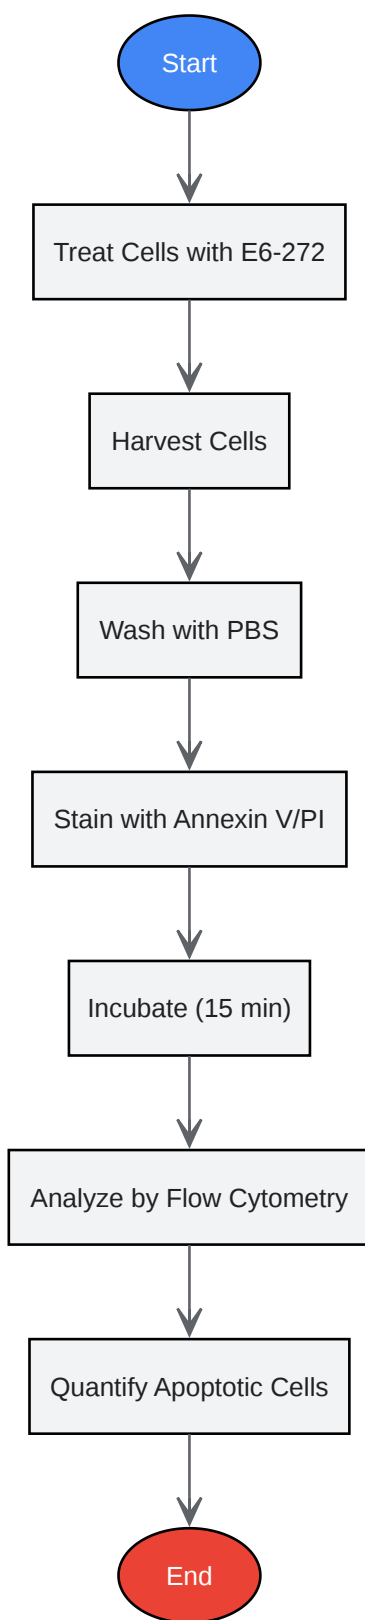 Start
Treat Cells with E6-272
Harvest Cells
Wash with PBS
Stain with Annexin V/PI
Incubate (15 min)
Analyze by Flow Cytometry
Quantify Apoptotic Cells
End